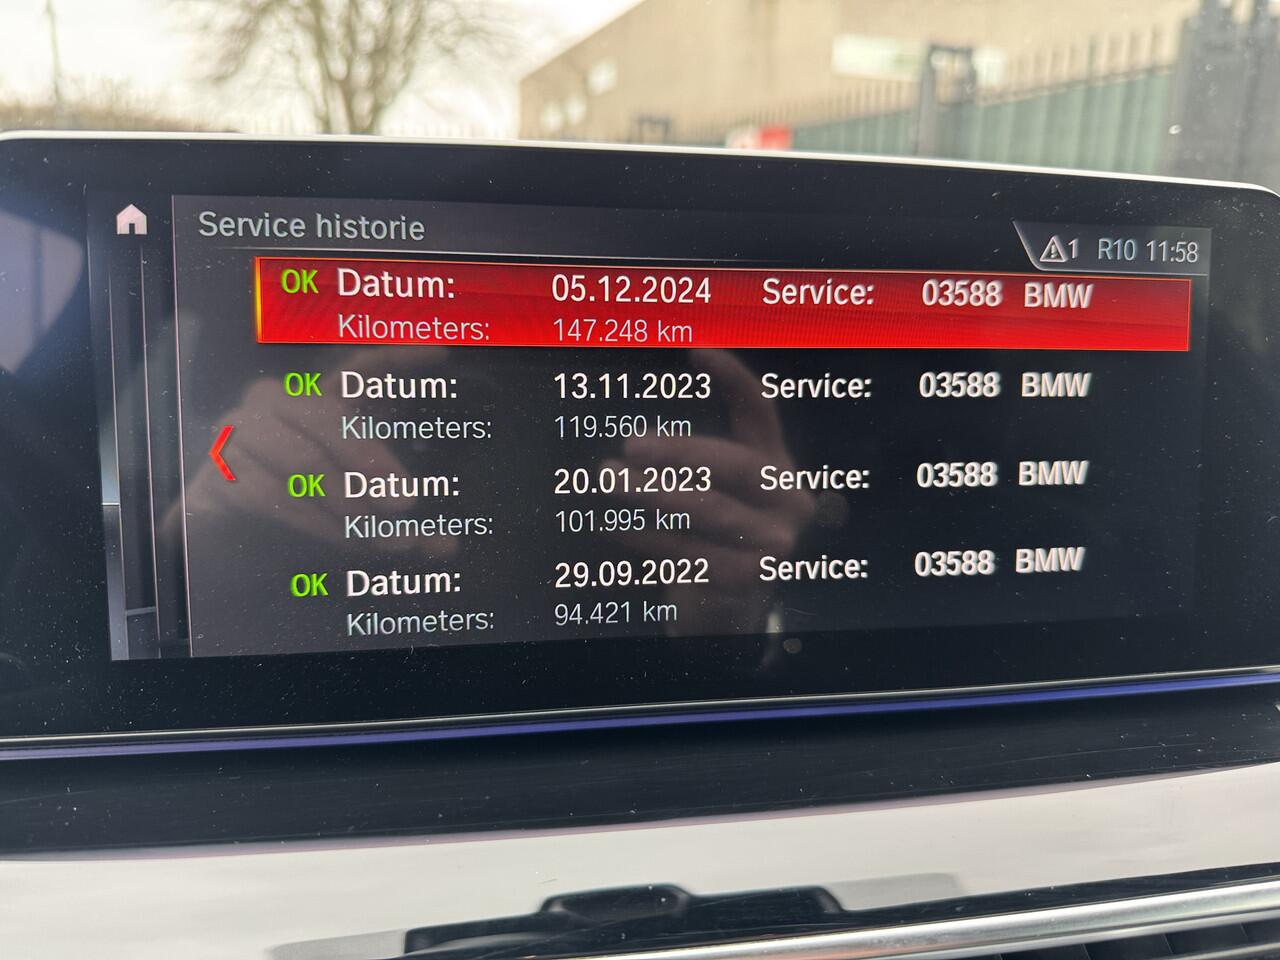 Service historie
1 R10 11:58
OK Datum: 05.12.2024 Service: 03588 BMW
Kilometers: 147.248 km
OK Datum: 13.11.2023 Service: 03588 BMW
Kilometers: 119.560 km
OK Datum: 20.01.2023 Service: 03588 BMW
Kilometers: 101.995 km
OK Datum: 29.09.2022 Service: 03588 BMW
Kilometers: 94.421 km